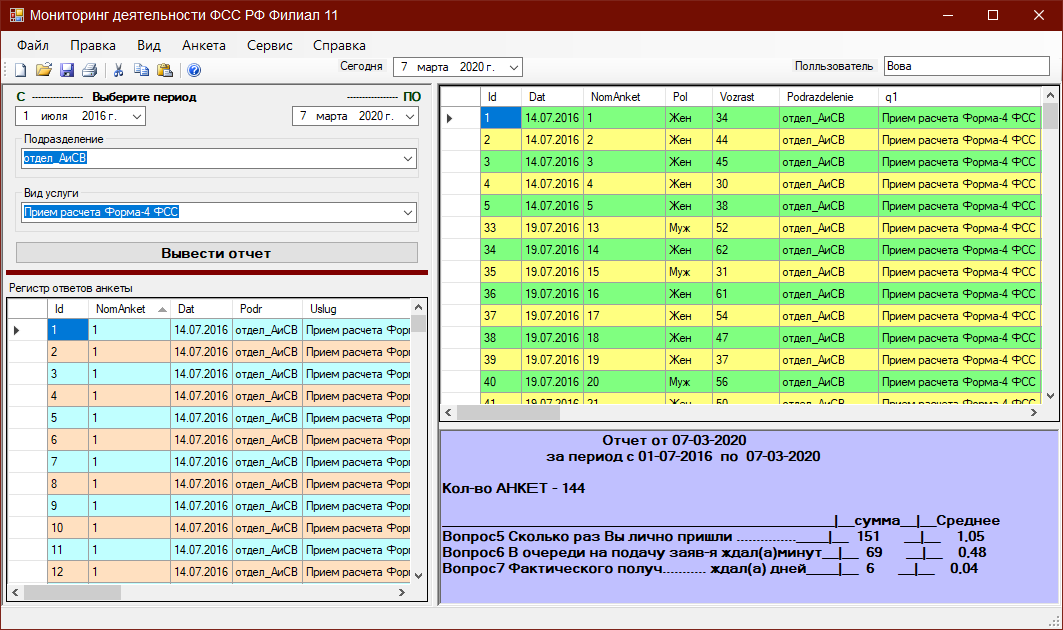 Мониторинг деятельности ФСС РФ Филиал 11
Файл Правка Вид Анкета Сервис Справка
Сегодня 7 марта 2020 г. Полльзователь Вова
С ---------------- Выберите период ---------------- ПО
1 июля 2016 г. 7 марта 2020 г.
Подразделение
отдел_АиСВ
Вид услуги
Прием расчета Форма-4 ФСС
Вывести отчет
Регистр ответов анкеты
Id NomAnket Dat Podr Uslug
1 1 14.07.2016 отдел_АиСВ Прием расчета Фор
2 1 14.07.2016 отдел_АиСВ Прием расчета Фор
3 1 14.07.2016 отдел_АиСВ Прием расчета Фор
4 1 14.07.2016 отдел_АиСВ Прием расчета Фор
5 1 14.07.2016 отдел_АиСВ Прием расчета Фор
6 1 14.07.2016 отдел_АиСВ Прием расчета Фор
7 1 14.07.2016 отдел_АиСВ Прием расчета Фор
8 1 14.07.2016 отдел_АиСВ Прием расчета Фор
9 1 14.07.2016 отдел_АиСВ Прием расчета Фор
10 1 14.07.2016 отдел_АиСВ Прием расчета Фор
11 1 14.07.2016 отдел_АиСВ Прием расчета Фор
12 1 14.07.2016 отдел_АиСВ Прием расчета Фор
Id Dat NomAnket Pol Vozrast Podrazdelenie q1
1 14.07.2016 1 Жен 34 отдел_АиСВ Прием расчета Форма-4 ФСС
2 14.07.2016 2 Жен 44 отдел_АиСВ Прием расчета Форма-4 ФСС
3 14.07.2016 3 Жен 45 отдел_АиСВ Прием расчета Форма-4 ФСС
4 14.07.2016 4 Жен 30 отдел_АиСВ Прием расчета Форма-4 ФСС
5 14.07.2016 5 Жен 38 отдел_АиСВ Прием расчета Форма-4 ФСС
33 19.07.2016 13 Муж 52 отдел_АиСВ Прием расчета Форма-4 ФСС
34 19.07.2016 14 Жен 62 отдел_АиСВ Прием расчета Форма-4 ФСС
35 19.07.2016 15 Муж 31 отдел_АиСВ Прием расчета Форма-4 ФСС
36 19.07.2016 16 Жен 61 отдел_АиСВ Прием расчета Форма-4 ФСС
37 19.07.2016 17 Жен 54 отдел_АиСВ Прием расчета Форма-4 ФСС
38 19.07.2016 18 Жен 47 отдел_АиСВ Прием расчета Форма-4 ФСС
39 19.07.2016 19 Жен 37 отдел_АиСВ Прием расчета Форма-4 ФСС
40 19.07.2016 20 Муж 56 отдел_АиСВ Прием расчета Форма-4 ФСС
41 19.07.2016 21 Жен 50 отдел_АиСВ Прием расчета Форма-4 ФСС
Отчет от 07-03-2020
за период с 01-07-2016 по 07-03-2020
Кол-во АНКЕТ - 144
|__сумма__|__Среднее
Вопрос5 Сколько раз Вы лично пришли ...............____|__ 151 __|__ 1.05
Вопрос6 В очереди на подачу заяв-я ждал(а)минут__|__ 69 __|__ 0.48
Вопрос7 Фактического получ........... ждал(а) дней____|__ 6 __|__ 0.04